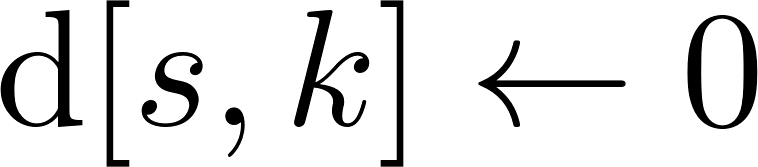 d[s, k] ← 0